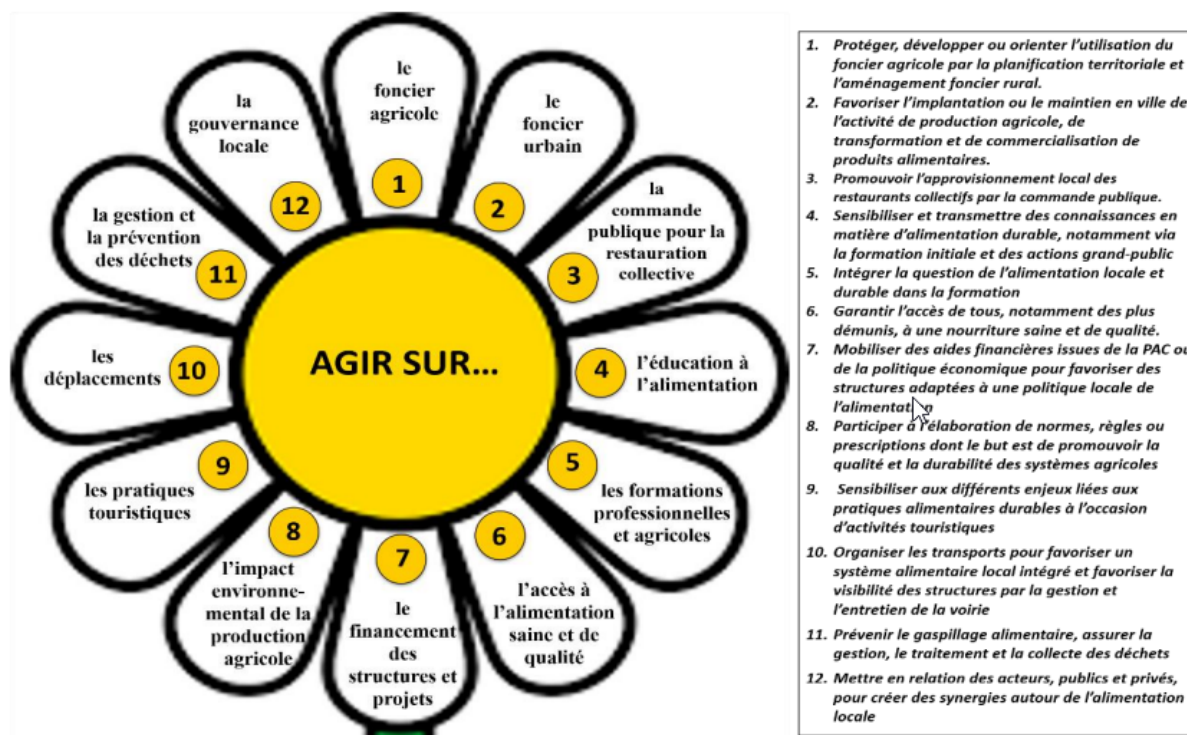 le
foncier
agricole
1
le
foncier
urbain
2
la
commande
publique pour la
restauration
collective
3
l'éducation à
l'alimentation
4
les formations
professionnelles
et agricoles
5
l'accès à
l'alimentation
saine et de
qualité
6
le
financement
des
structures et
projets
7
l'impact
environne-
mental de la
production
agricole
8
les pratiques
touristiques
9
les
déplacements
10
la gestion et
la prévention
des déchets
11
la
gouvernance
locale
12
AGIR SUR...
1. Protéger, développer ou orienter l'utilisation du
foncier agricole par la planification territoriale et
l'aménagement foncier rural.
2. Favoriser l'implantation ou le maintien en ville de
l'activité de production agricole, de
transformation et de commercialisation de
produits alimentaires.
3. Promouvoir l'approvisionnement local des
restaurants collectifs par la commande publique.
4. Sensibiliser et transmettre des connaissances en
matière d'alimentation durable, notamment via
la formation initiale et des actions grand-public
5. Intégrer la question de l'alimentation locale et
durable dans la formation
6. Garantir l'accès de tous, notamment des plus
démunis, à une nourriture saine et de qualité.
7. Mobiliser des aides financières issues de la PAC ou
de la politique économique pour favoriser des
structures adaptées à une politique locale de
l'alimentation
8. Participer à l'élaboration de normes, règles ou
prescriptions dont le but est de promouvoir la
qualité et la durabilité des systèmes agricoles
9. Sensibiliser aux différents enjeux liées aux
pratiques alimentaires durables à l'occasion
d'activités touristiques
10. Organiser les transports pour favoriser un
système alimentaire local intégré et favoriser la
visibilité des structures par la gestion et
l'entretien de la voirie
11. Prévenir le gaspillage alimentaire, assurer la
gestion, le traitement et la collecte des déchets
12. Mettre en relation des acteurs, publics et privés,
pour créer des synergies autour de l'alimentation
locale